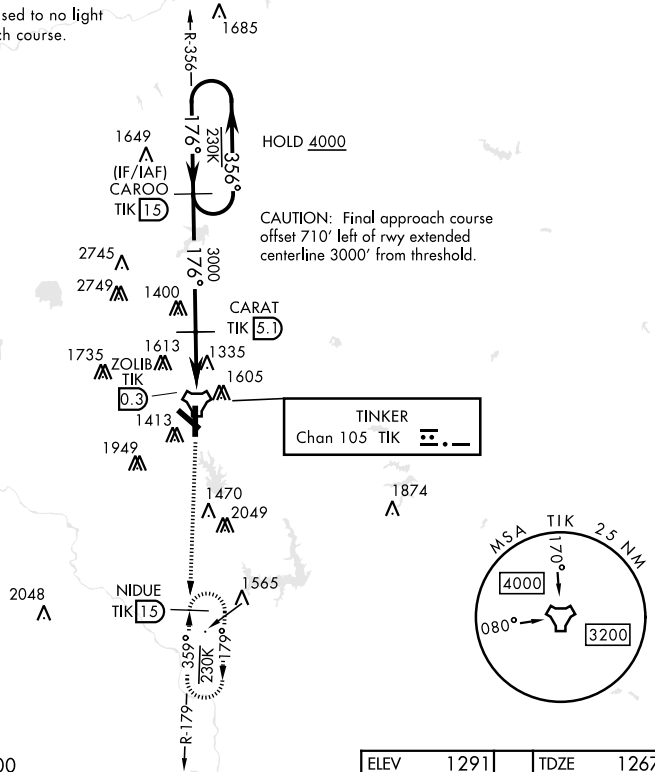 sed to no light
ch course.
1685
R-356
176°
230K
356°
HOLD 4000
1649
(IF/IAF)
CAROO
TIK 15
CAUTION: Final approach course
offset 710' left of rwy extended
centerline 3000' from threshold.
3000
176°
2745
2749
1400
CARAT
TIK 5.1
1735
ZOLIB
TIK
0.3
1613
1335
1605
TINKER
Chan 105 TIK
1413
1949
1470
2049
1874
MSA TIK 25 NM
170°
4000
080°
3200
2048
NIDUE
TIK 15
1565
359°
230K
179°
R-179
00
ELEV 1291
TDZE 1267